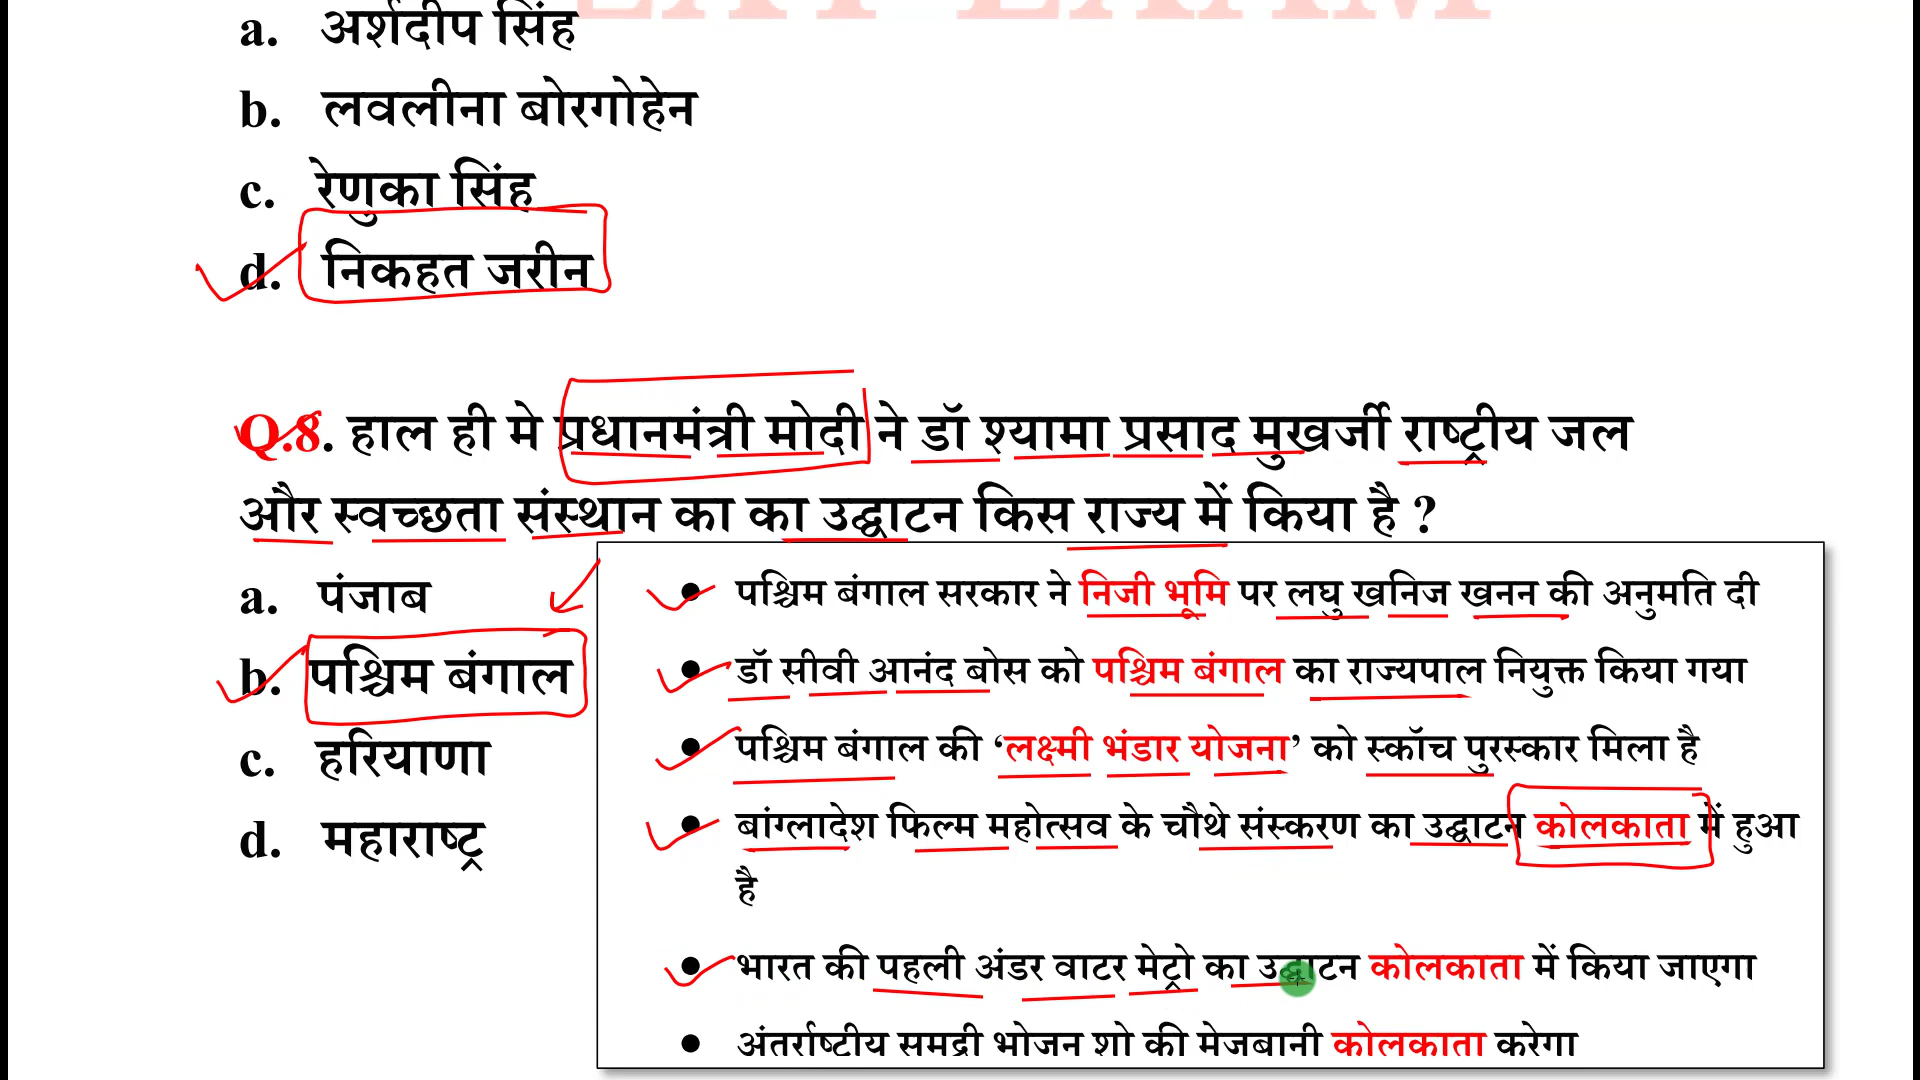 a. अर्शदीप सिंह
b. लवलीना बोरगोहेन
c. रेणुका सिंह
d. निकहत जरीन
Q.8. हाल ही मे प्रधानमंत्री मोदी ने डॉ श्यामा प्रसाद मुखर्जी राष्ट्रीय जल
और स्वच्छता संस्थान का का उद्घाटन किस राज्य में किया है ?
a. पंजाब
b. पश्चिम बंगाल
c. हरियाणा
d. महाराष्ट्र
● पश्चिम बंगाल सरकार ने निजी भूमि पर लघु खनिज खनन की अनुमति दी
● डॉ सीवी आनंद बोस को पश्चिम बंगाल का राज्यपाल नियुक्त किया गया
● पश्चिम बंगाल की ‘लक्ष्मी भंडार योजना’ को स्कॉच पुरस्कार मिला है
● बांग्लादेश फिल्म महोत्सव के चौथे संस्करण का उद्घाटन कोलकाता में हुआ
है
● भारत की पहली अंडर वाटर मेट्रो का उद्घाटन कोलकाता में किया जाएगा
● अंतर्राष्टीय समुद्री भोजन शो की मेजबानी कोलकाता करेगा